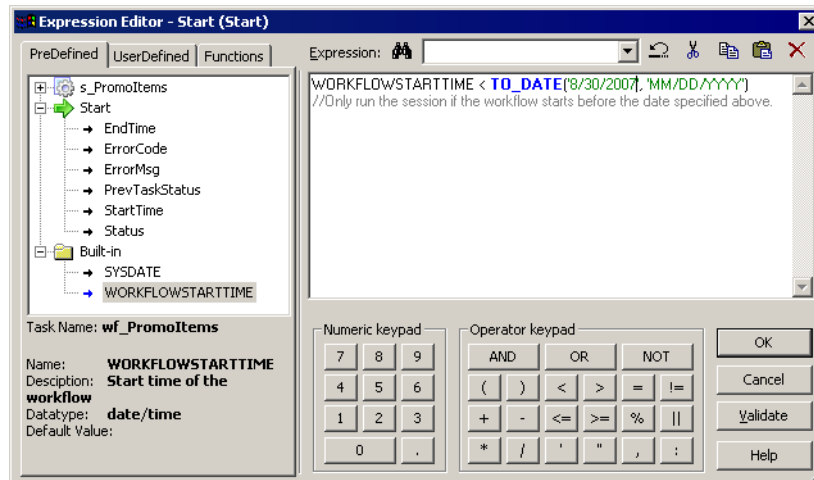 Expression Editor - Start (Start)
PreDefined UserDefined Functions
Expression:
s_PromoItems
Start
EndTime
ErrorCode
ErrorMsg
PrevTaskStatus
StartTime
Status
Built-in
SYSDATE
WORKFLOWSTARTTIME
WORKFLOWSTARTTIME < TO_DATE('8/30/2007', 'MM/DD/YYYY')
//Only run the session if the workflow starts before the date specified above.
Task Name: wf_PromoItems
Name: WORKFLOWSTARTTIME
Desciption: Start time of the
workflow
Datatype: date/time
Default Value:
Numeric keypad
7 8 9
4 5 6
1 2 3
0 .
Operator keypad
AND OR NOT
( ) < > = !=
+ - <= >= % ||
* / ' " , :
OK
Cancel
Validate
Help